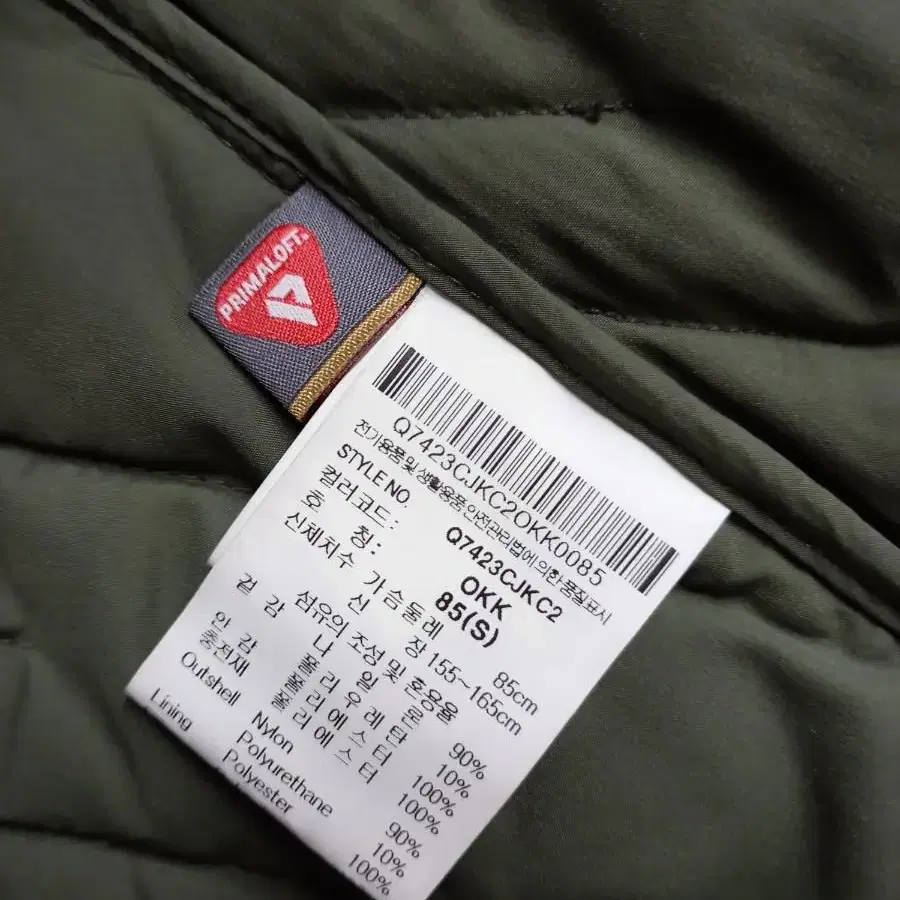 PRIMALOFT
Q7423CJKC2OKK0085
전기용품 및 생활용품 안전관리법에 의한 품질표시
STYLE NO. Q7423CJKC2
컬러코드: OKK
호 칭: 85(S)
신체치수 가슴둘레 85cm
신 장 155~165cm
섬유의 조성 및 혼용율
겉 감 나 일 론 90%
폴 리 우 레 탄 10%
안 감 폴 리 에 스 터 100%
충전재 폴 리 에 스 터 100%
Outshell Nylon 90%
Polyurethane 10%
Lining Polyester 100%